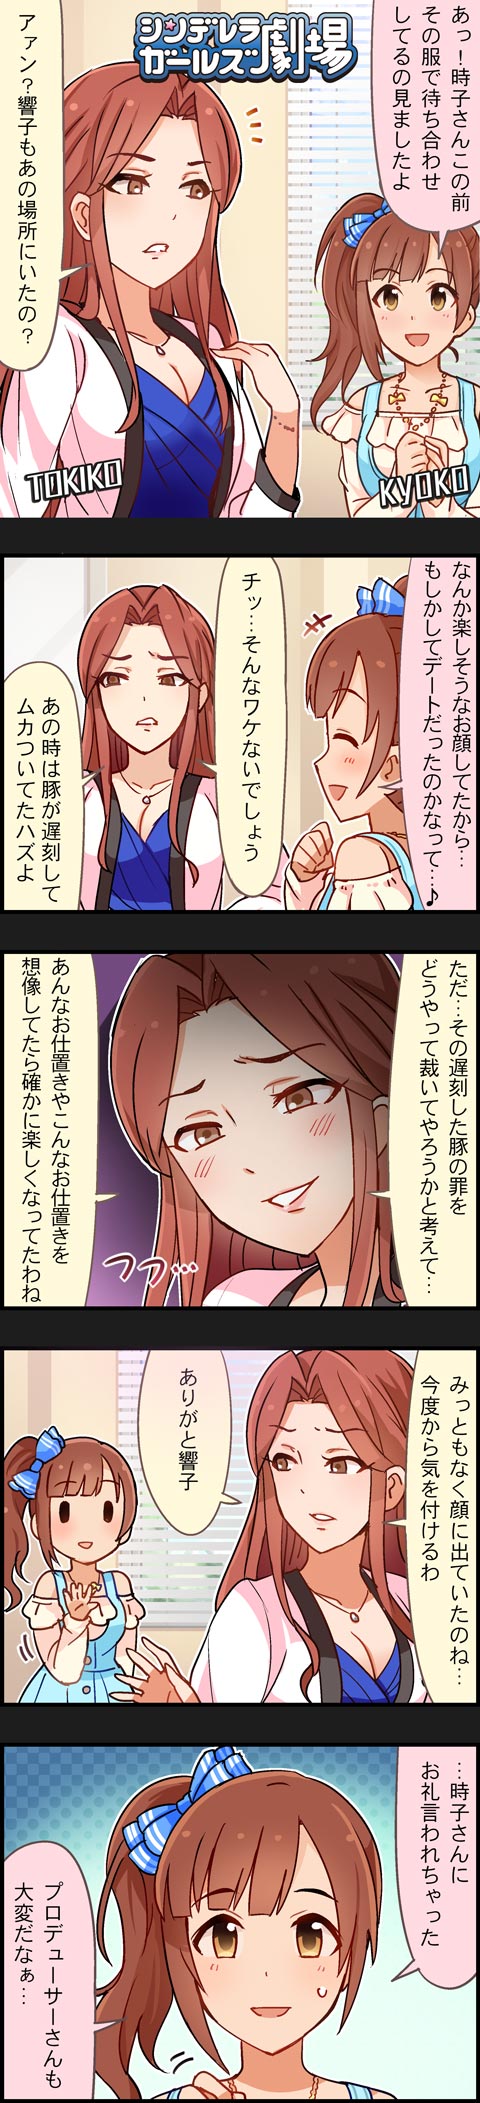 シンデレラ
ガールズ劇場
あっ！時子さんこの前
その服で待ち合わせ
してるの見ましたよ
アァン？響子もあの場所にいたの？
TOKIKO
KYOKO
なんか楽しそうなお顔してたから…
もしかしてデートだったのかなって…♪
チッ…そんなワケないでしょう
あの時は豚が遅刻して
ムカついてたハズよ
ただ…その遅刻した豚の罪を
どうやって裁いてやろうかと考えて…
あんなお仕置きやこんなお仕置きを
想像してたら確かに楽しくなってたわね
フフ…
みっともなく顔に出ていたのね…
今度から気を付けるわ
ありがと響子
…時子さんに
お礼言われちゃった
プロデューサーさんも
大変だなぁ…